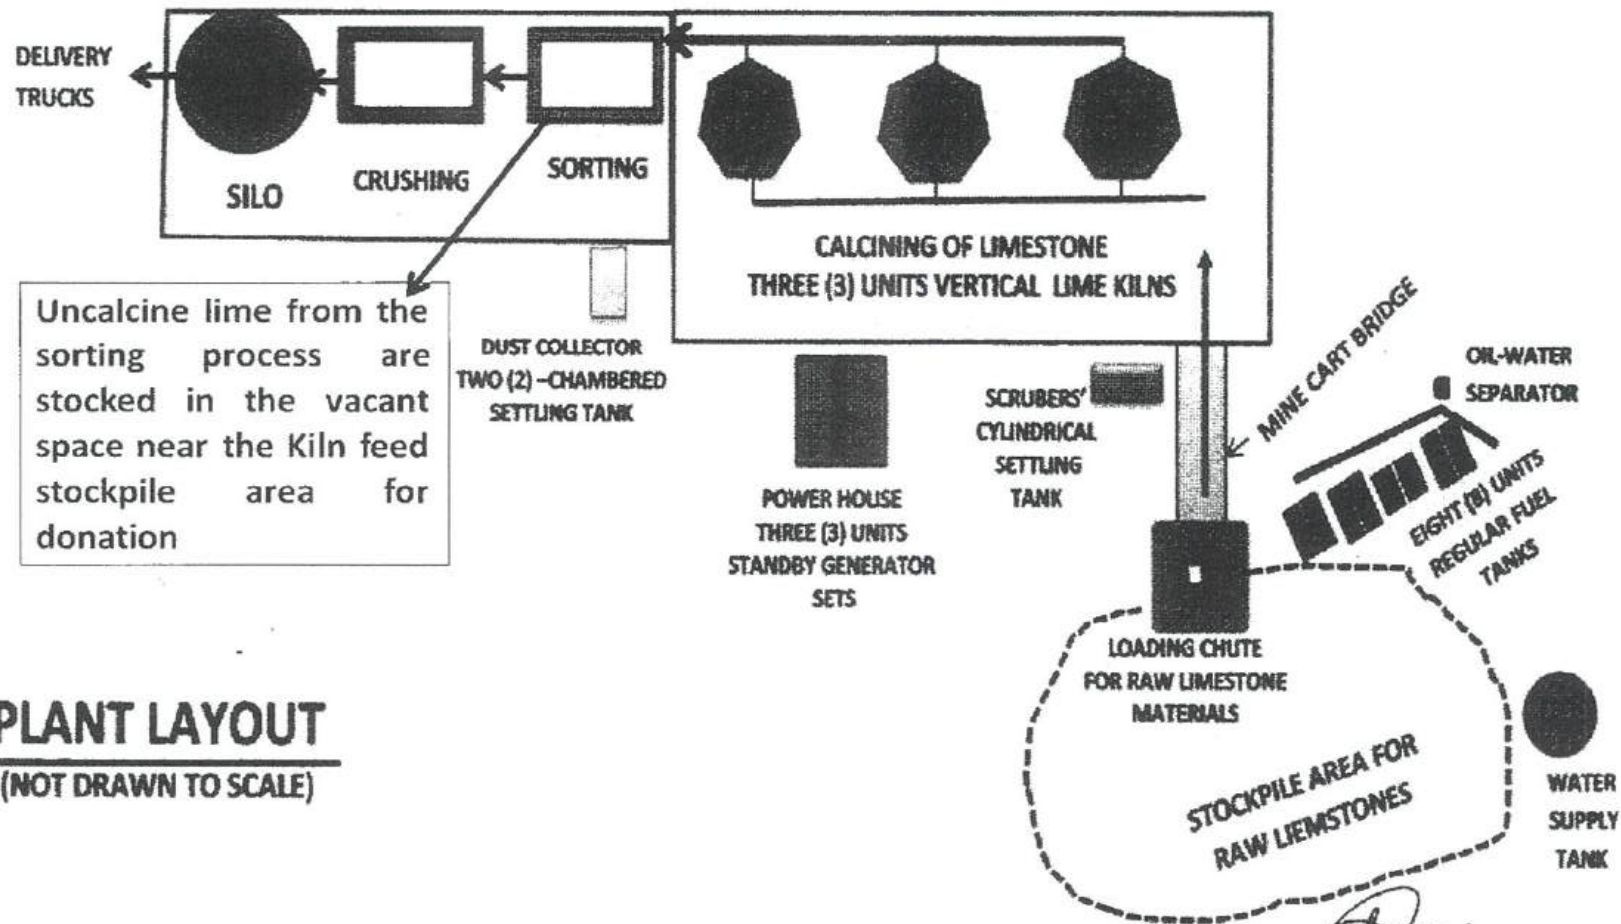 DELIVERY
TRUCKS
SILO
CRUSHING
SORTING
CALCINING OF LIMESTONE
THREE (3) UNITS VERTICAL LIME KILNS
Uncalcine lime from the
sorting process are
stocked in the vacant
space near the Kiln feed
stockpile area for
donation
DUST COLLECTOR
TWO (2) –CHAMBERED
SETTLING TANK
POWER HOUSE
THREE (3) UNITS
STANDBY GENERATOR
SETS
SCRUBERS'
CYLINDRICAL
SETTLING
TANK
MINE CART BRIDGE
OIL-WATER
SEPARATOR
EIGHT (8) UNITS
REGULAR FUEL
TANKS
LOADING CHUTE
FOR RAW LIMESTONE
MATERIALS
STOCKPILE AREA FOR
RAW LIEMSTONES
WATER
SUPPLY
TANK
PLANT LAYOUT
(NOT DRAWN TO SCALE)